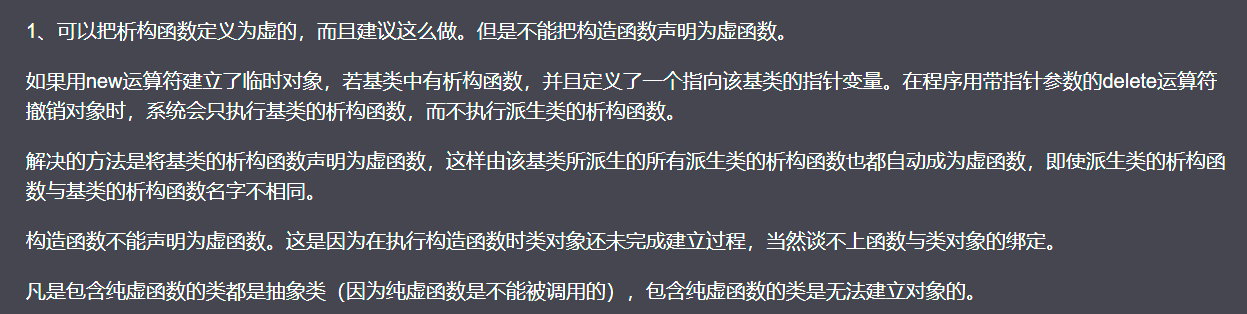 1、可以把析构函数定义为虚的，而且建议这么做。但是不能把构造函数声明为虚函数。
如果用new运算符建立了临时对象，若基类中有析构函数，并且定义了一个指向该基类的指针变量。在程序用带指针参数的delete运算符
撤销对象时，系统会只执行基类的析构函数，而不执行派生类的析构函数。
解决的方法是将基类的析构函数声明为虚函数，这样由该基类所派生的所有派生类的析构函数也都自动成为虚函数，即使派生类的析构函
数与基类的析构函数名字不相同。
构造函数不能声明为虚函数。这是因为在执行构造函数时类对象还未完成建立过程，当然谈不上函数与类对象的绑定。
凡是包含纯虚函数的类都是抽象类（因为纯虚函数是不能被调用的），包含纯虚函数的类是无法建立对象的。